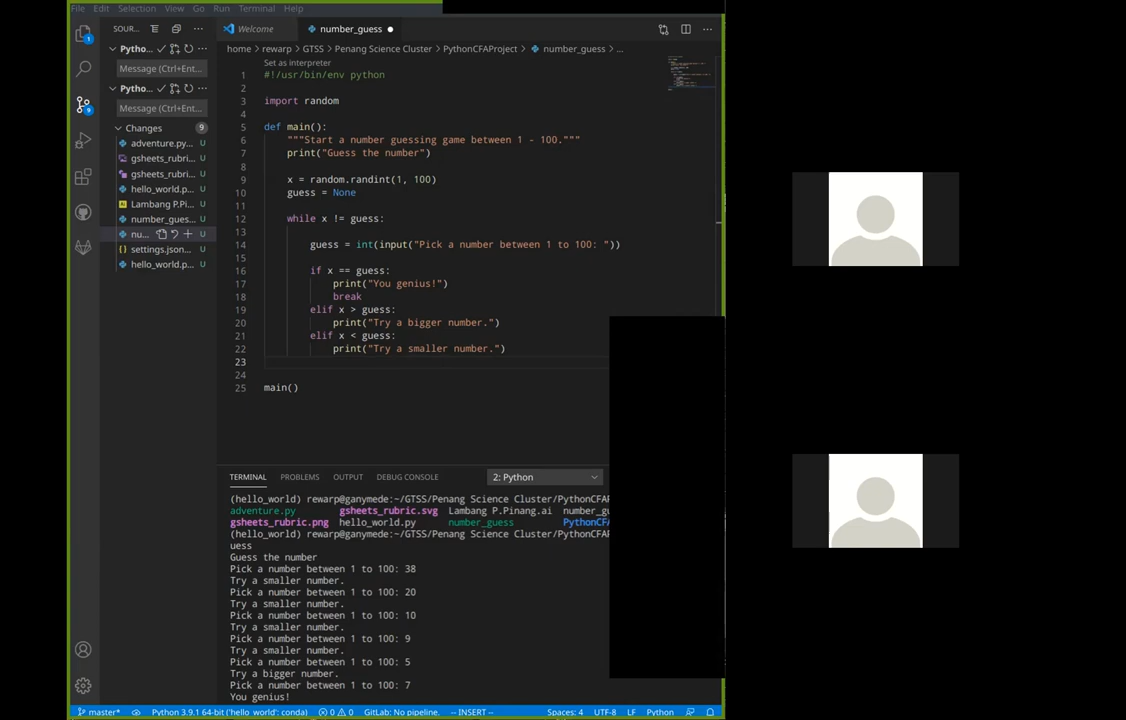 File Edit Selection View Go Run Terminal Help
SOUR...
Welcome
number_guess
home > rewarp > GTSS > Penang Science Cluster > PythonCFAProject > number_guess > ...
Pytho...
Message (Ctrl+Ent...
Pytho...
Message (Ctrl+Ent...
Changes 9
adventure.py... U
gsheets_rubri... U
gsheets_rubri... U
hello_world.p... U
Lambang P.Pi... U
number_gues... U
nu... U
settings.json... U
hello_world.p... U
1
9
Set as interpreter
1 #!/usr/bin/env python
2
3 import random
4
5 def main():
6 """Start a number guessing game between 1 - 100."""
7 print("Guess the number")
8
9 x = random.randint(1, 100)
10 guess = None
11
12 while x != guess:
13
14 guess = int(input("Pick a number between 1 to 100: "))
15
16 if x == guess:
17 print("You genius!")
18 break
19 elif x > guess:
20 print("Try a bigger number.")
21 elif x < guess:
22 print("Try a smaller number.")
23
24
25 main()
TERMINAL PROBLEMS OUTPUT DEBUG CONSOLE 2: Python
(hello_world) rewarp@ganymede:~/GTSS/Penang Science Cluster/PythonCFAP
adventure.py gsheets_rubric.svg Lambang P.Pinang.ai number_gu
gsheets_rubric.png hello_world.py number_guess PythonCFA
(hello_world) rewarp@ganymede:~/GTSS/Penang Science Cluster/PythonCFAP
uess
Guess the number
Pick a number between 1 to 100: 38
Try a smaller number.
Pick a number between 1 to 100: 20
Try a smaller number.
Pick a number between 1 to 100: 10
Try a smaller number.
Pick a number between 1 to 100: 9
Try a smaller number.
Pick a number between 1 to 100: 5
Try a bigger number.
Pick a number between 1 to 100: 7
You genius!
master* Python 3.9.1 64-bit ('hello_world': conda) 0 0 GitLab: No pipeline. -- INSERT -- Spaces: 4 UTF-8 LF Python